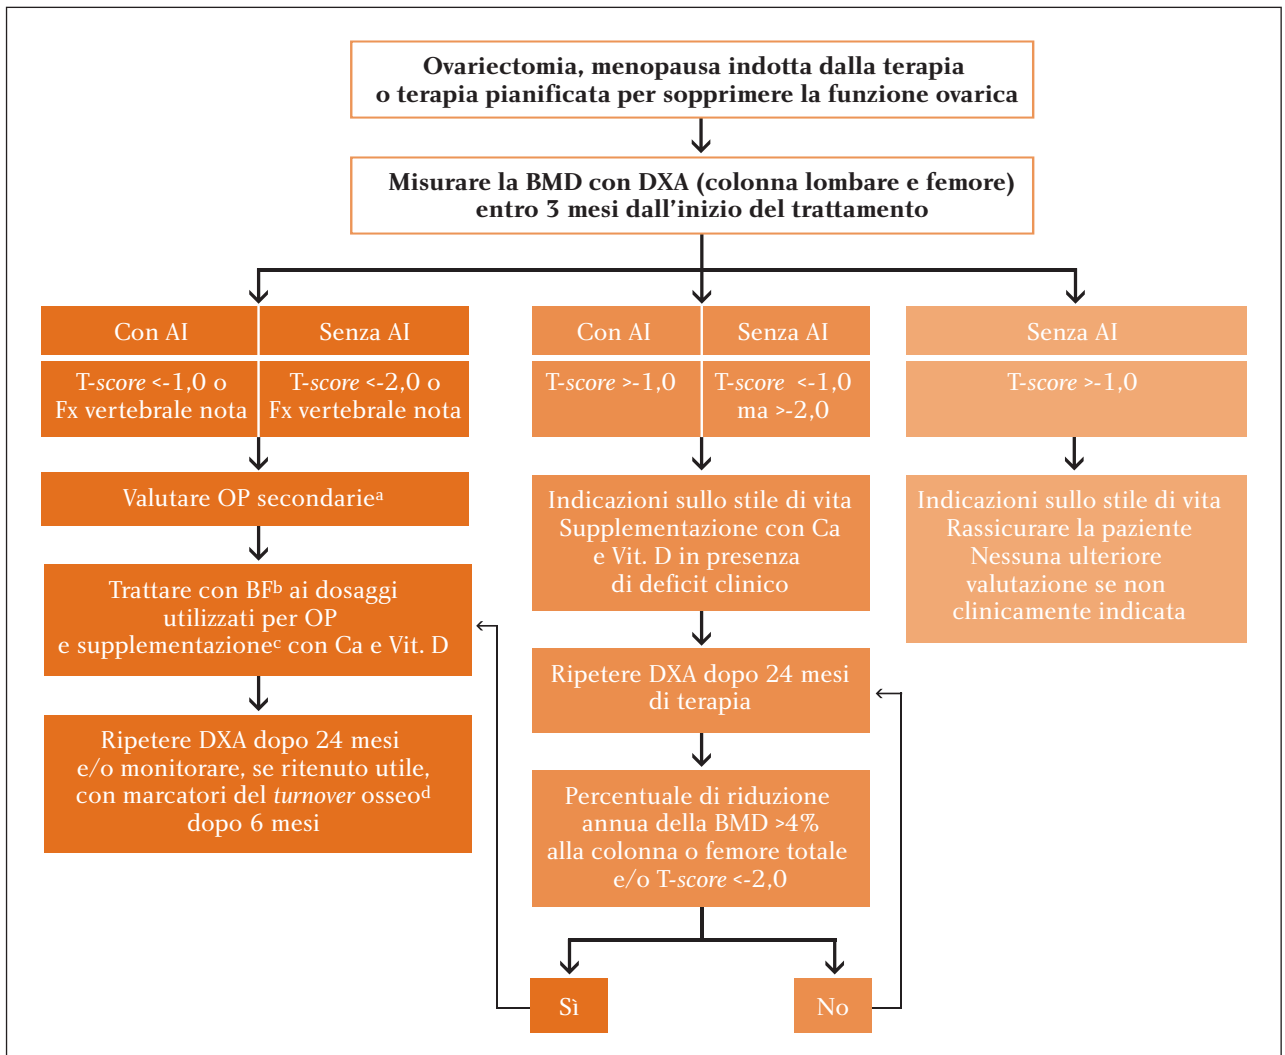 Ovariectomia, menopausa indotta dalla terapia
o terapia pianificata per sopprimere la funzione ovarica
Misurare la BMD con DXA (colonna lombare e femore)
entro 3 mesi dall'inizio del trattamento
Con AI
Senza AI
T-score <-1,0 o
Fx vertebrale nota
T-score <-2,0 o
Fx vertebrale nota
Valutare OP secondarieᵃ
Trattare con BFᵇ ai dosaggi
utilizzati per OP
e supplementazioneᶜ con Ca e Vit. D
Ripetere DXA dopo 24 mesi
e/o monitorare, se ritenuto utile,
con marcatori del turnover osseoᵈ
dopo 6 mesi
Con AI
Senza AI
T-score >-1,0
T-score <-1,0
ma >-2,0
Indicazioni sullo stile di vita
Supplementazione con Ca
e Vit. D in presenza
di deficit clinico
Ripetere DXA dopo 24 mesi
di terapia
Percentuale di riduzione
annua della BMD >4%
alla colonna o femore totale
e/o T-score <-2,0
Sì
No
Senza AI
T-score >-1,0
Indicazioni sullo stile di vita
Rassicurare la paziente
Nessuna ulteriore
valutazione se non
clinicamente indicata